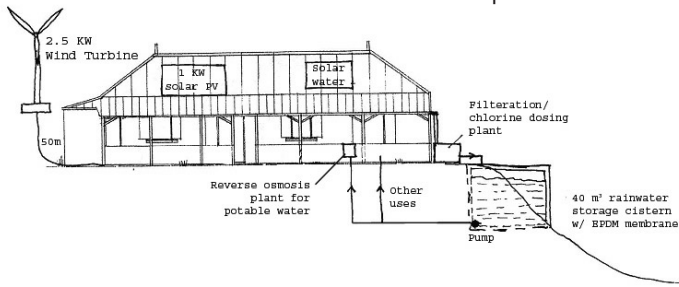 2.5 KW
Wind Turbine
1 KW
solar PV
Solar
water
Filteration/
chlorine dosing
plant
50m
Reverse osmosis
plant for
potable water
Other
uses
40 m³ rainwater
storage cistern
w/ EPDM membrane
Pump